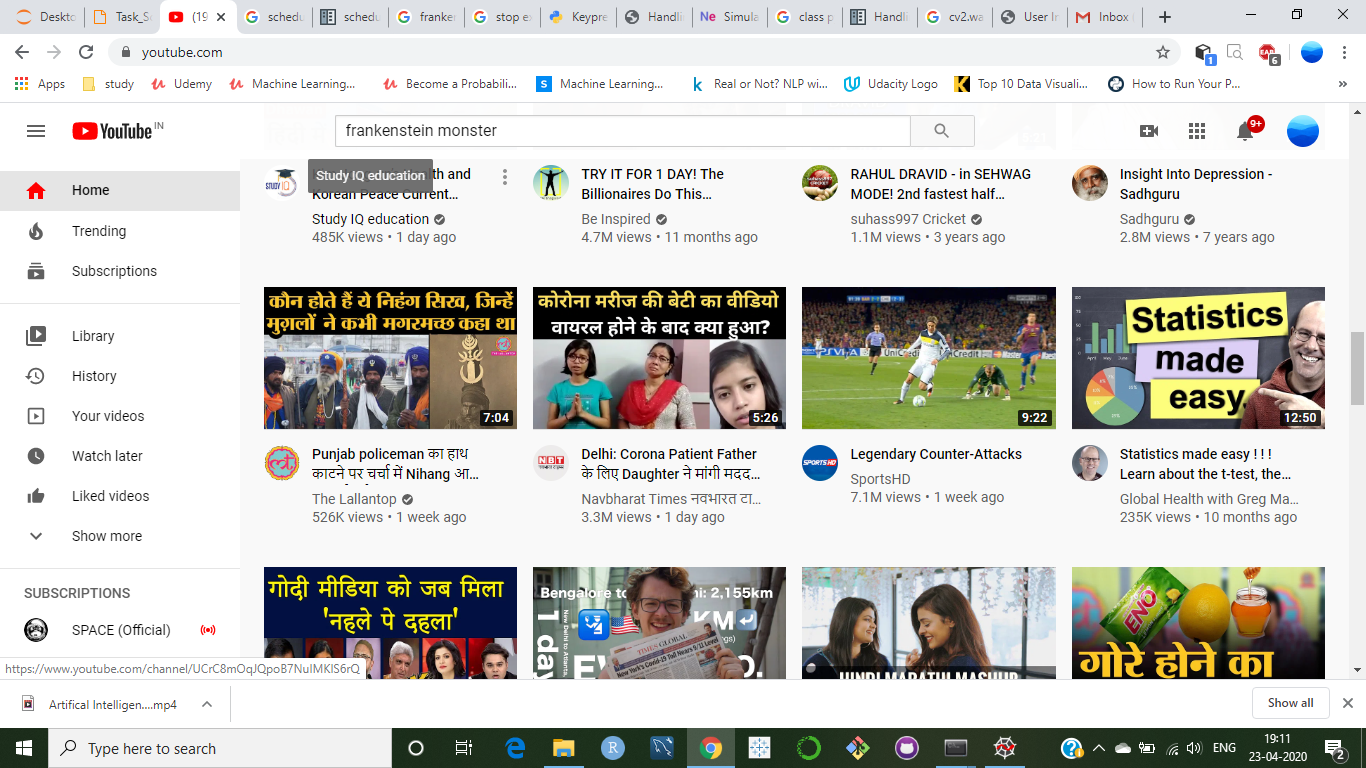 Deskto
Task_S
(19
schedu
schedu
franken
stop ex
Keypre
Handlin
Simula
class p
Handli
cv2.wa
User In
Inbox
youtube.com
1
6
Apps
study
Udemy
Machine Learning...
Become a Probabili...
Machine Learning...
Real or Not? NLP wi...
Udacity Logo
Top 10 Data Visuali...
How to Run Your P...
YouTube IN
frankenstein monster
9+
Study IQ education
th and
Korean Peace Current...
Study IQ education
485K views • 1 day ago
TRY IT FOR 1 DAY! The
Billionaires Do This...
Be Inspired
4.7M views • 11 months ago
RAHUL DRAVID - in SEHWAG
MODE! 2nd fastest half...
suhass997 Cricket
1.1M views • 3 years ago
Insight Into Depression -
Sadhguru
Sadhguru
2.8M views • 7 years ago
Home
Trending
Subscriptions
Library
History
Your videos
Watch later
Liked videos
Show more
SUBSCRIPTIONS
SPACE (Official)
कौन होते हैं ये निहंग सिख, जिन्हें
मुग़लों ने कभी मगरमच्छ कहा था
7:04
कोरोना मरीज की बेटी का वीडियो
वायरल होने के बाद क्या हुआ?
5:26
9:22
Statistics
made
easy.
12:50
Punjab policeman का हाथ
काटने पर चर्चा में Nihang आ...
The Lallantop
526K views • 1 week ago
NBT
Delhi: Corona Patient Father
के लिए Daughter ने मांगी मदद...
Navbharat Times नवभारत टा...
3.3M views • 1 day ago
SPORTS HD
Legendary Counter-Attacks
SportsHD
7.1M views • 1 week ago
Statistics made easy ! ! !
Learn about the t-test, the...
Global Health with Greg Ma...
235K views • 10 months ago
गोदी मीडिया को जब मिला
'नहले पे दहला'
Bengalore to
hi: 2,155km
1 day
KM
TIMES GLOBAL
HINDI MARATHI MASHUP
ENO
गोरे होने का
https://www.youtube.com/channel/UCrC8mOqJQpoB7NuIMKIS6rQ
Artifical Intelligen....mp4
Show all
Type here to search
ENG
19:11
23-04-2020
2